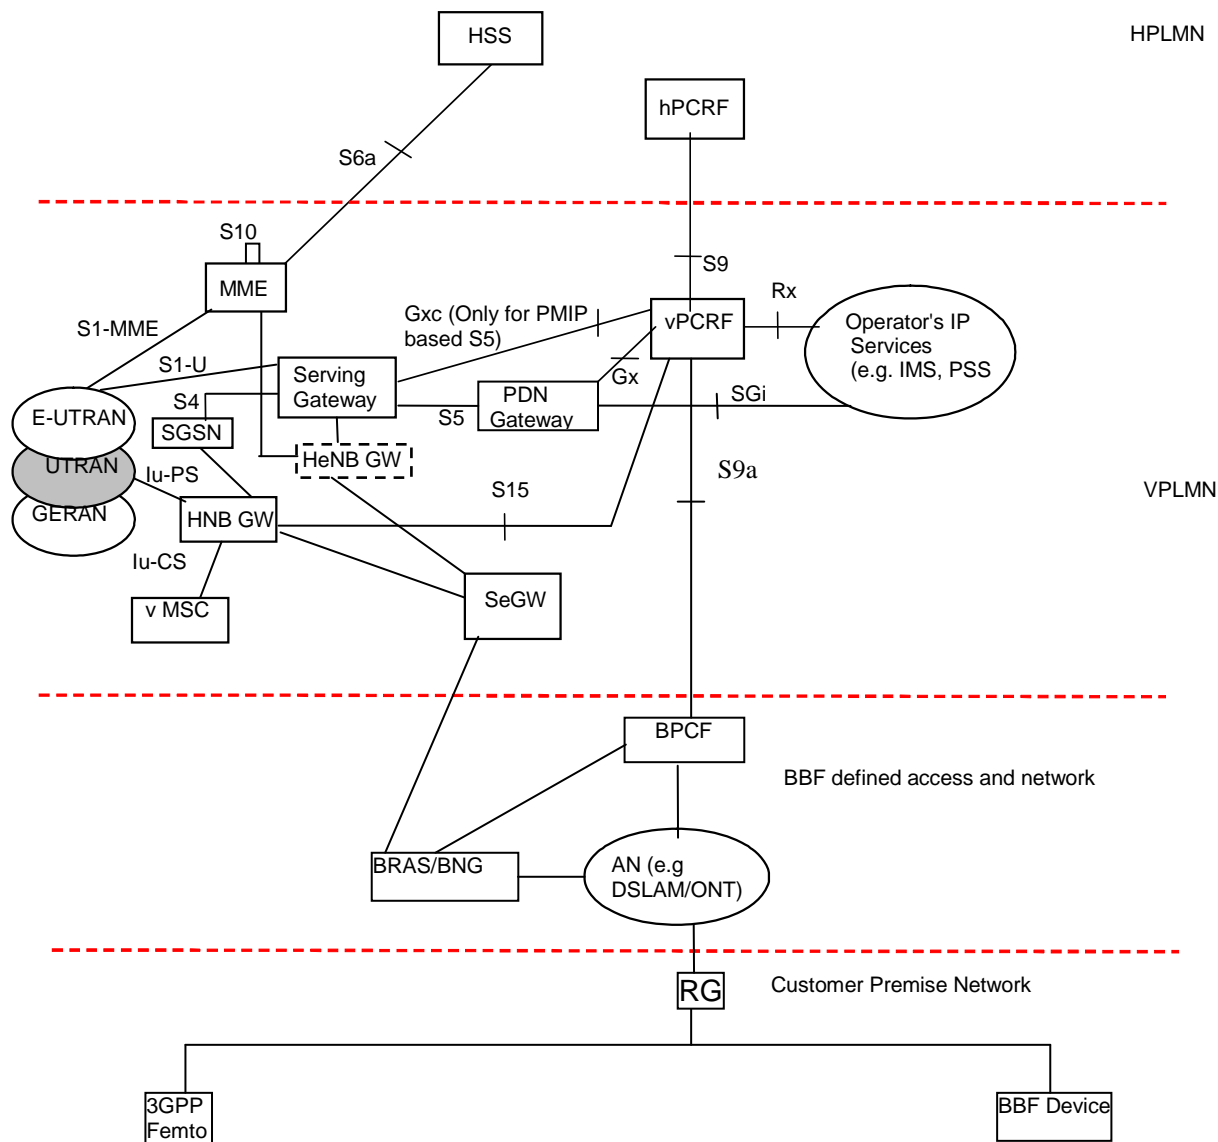 HSS
HPLMN
hPCRF
S6a
S10
MME
S9
Rx
Gxc (Only for PMIP
based S5)
vPCRF
Operator's IP
Services
(e.g. IMS, PSS
S1-MME
S1-U
Serving
Gateway
Gx
PDN
Gateway
S5
SGi
S4
E-UTRAN
SGSN
HeNB GW
UTRAN
Iu-PS
S9a
S15
VPLMN
GERAN
HNB GW
Iu-CS
v MSC
SeGW
BPCF
BBF defined access and network
BRAS/BNG
AN (e.g
DSLAM/ONT)
RG
Customer Premise Network
3GPP
Femto
BBF Device